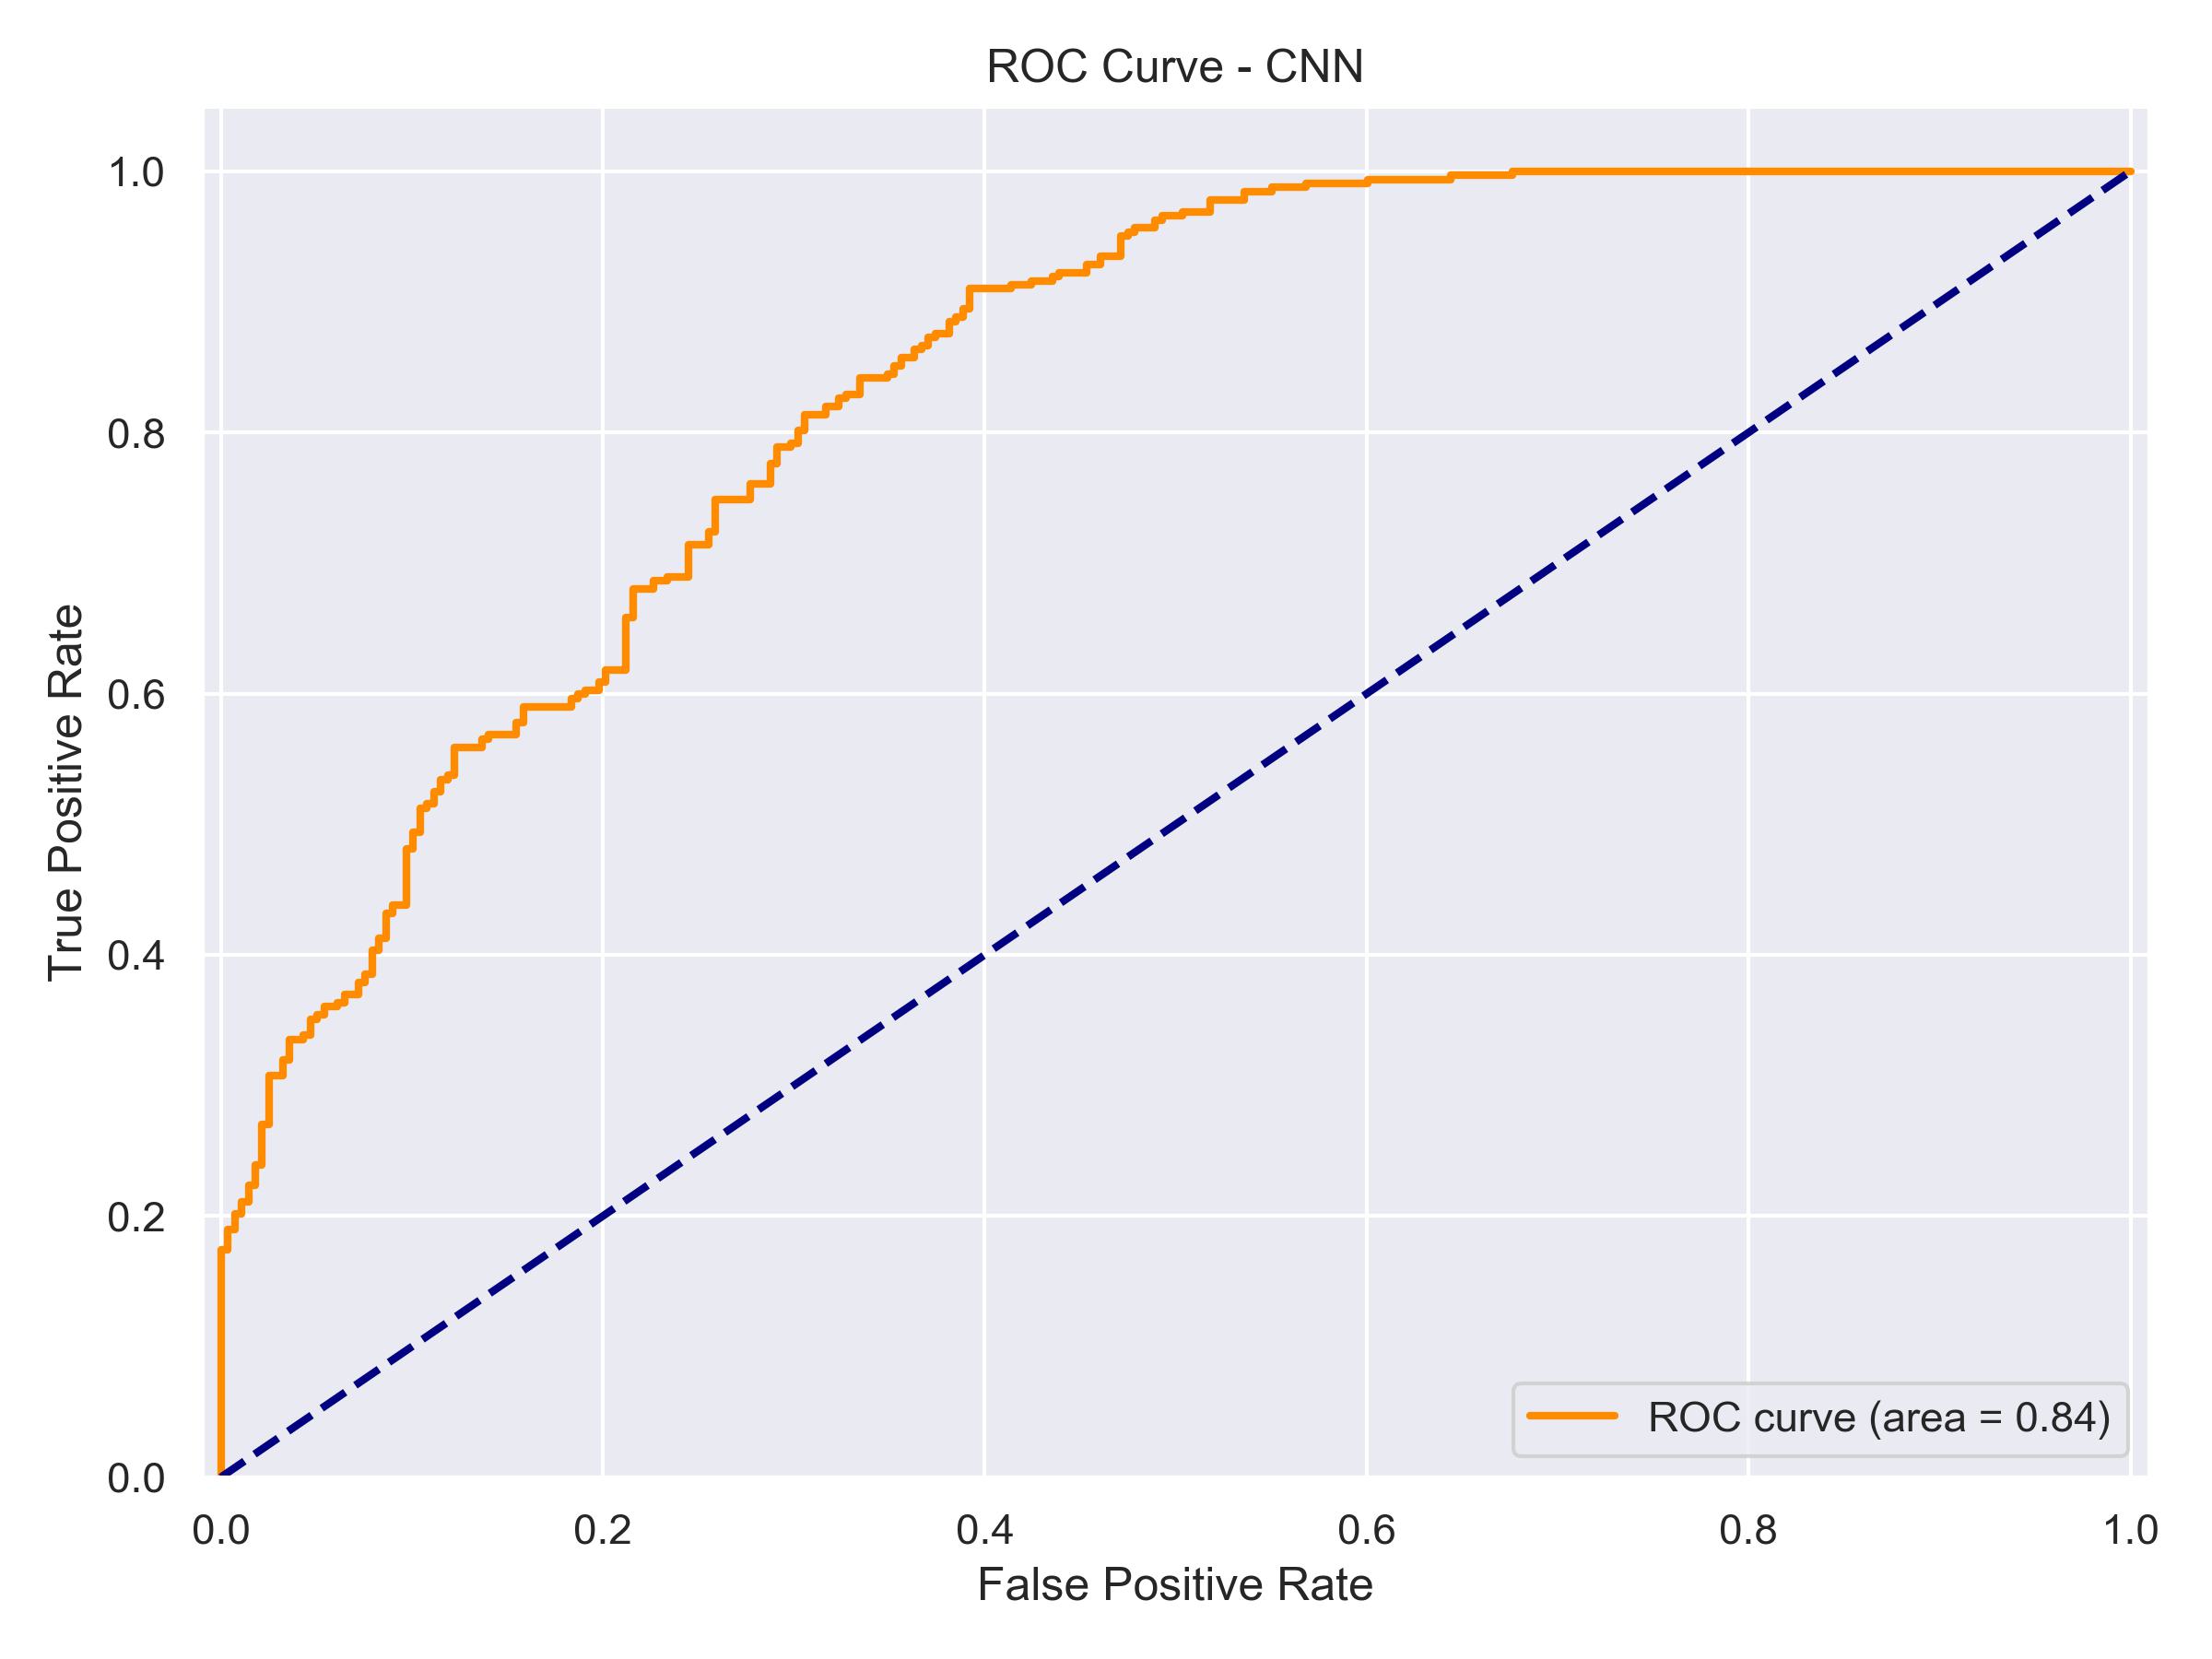 ROC Curve - CNN
1.0
0.8
0.6
0.4
0.2
0.0
True Positive Rate
ROC curve (area = 0.84)
0.0 0.2 0.4 0.6 0.8 1.0
False Positive Rate